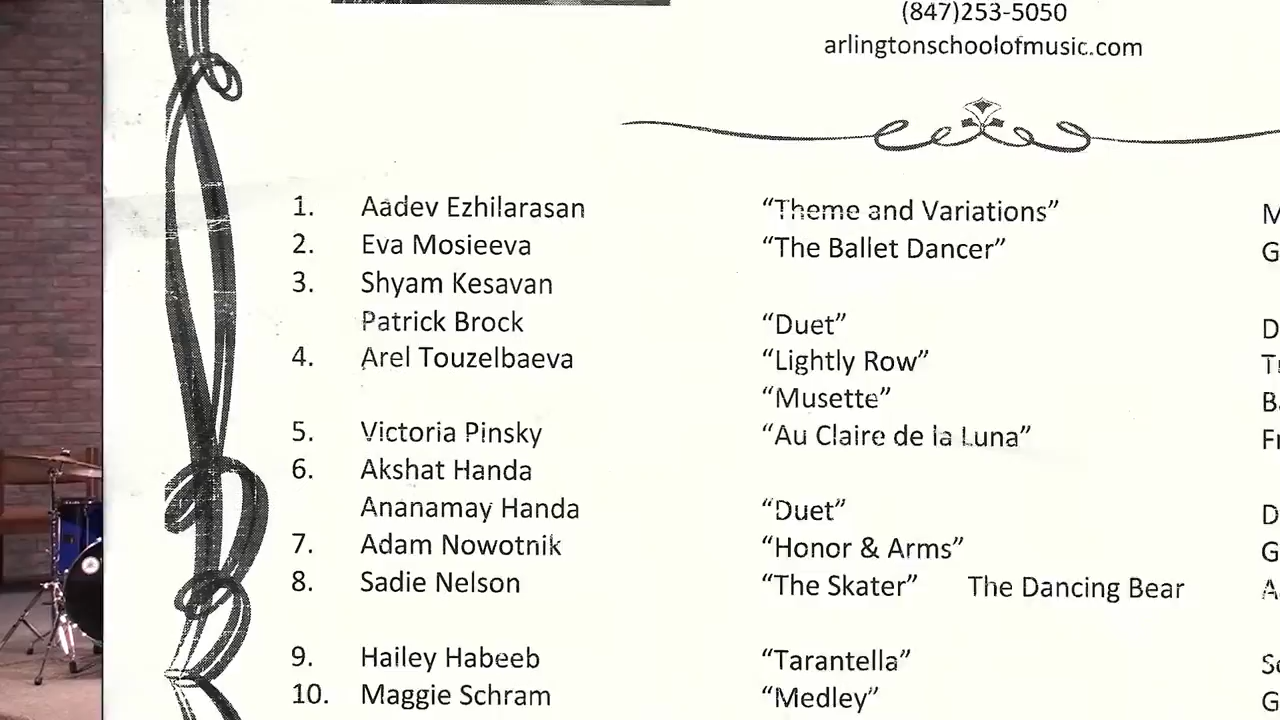 (847)253-5050
arlingtonschoolofmusic.com
1. Aadev Ezhilarasan "Theme and Variations" M
2. Eva Mosieeva "The Ballet Dancer" G
3. Shyam Kesavan
Patrick Brock "Duet" D
4. Arel Touzelbaeva "Lightly Row"
"Musette" B
5. Victoria Pinsky "Au Claire de la Luna" F
6. Akshat Handa
Ananamay Handa "Duet" D
7. Adam Nowotnik "Honor & Arms" G
8. Sadie Nelson "The Skater" The Dancing Bear A
9. Hailey Habeeb "Tarantella" S
10. Maggie Schram "Medley" G